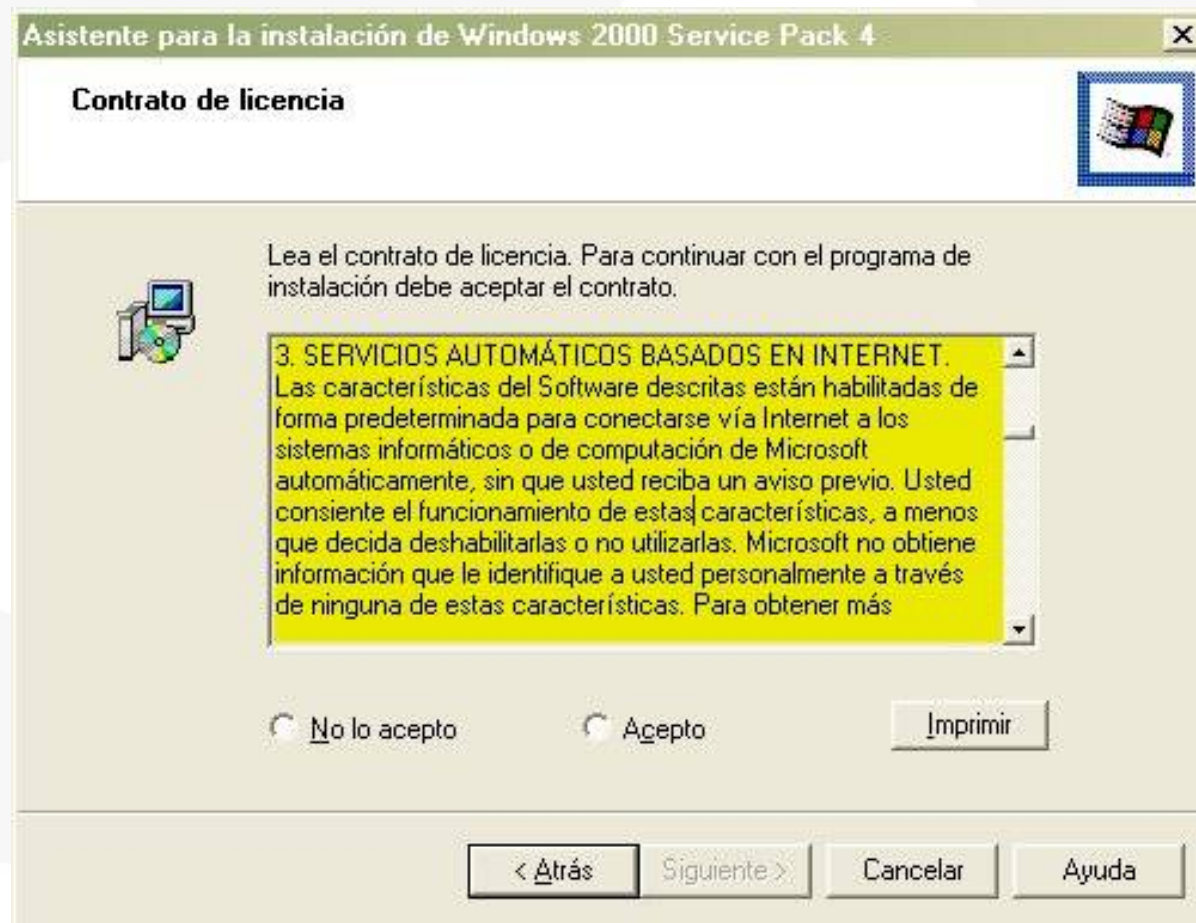 Asistente para la instalación de Windows 2000 Service Pack 4
Contrato de licencia
Lea el contrato de licencia. Para continuar con el programa de
instalación debe aceptar el contrato.
3. SERVICIOS AUTOMÁTICOS BASADOS EN INTERNET.
Las características del Software descritas están habilitadas de
forma predeterminada para conectarse vía Internet a los
sistemas informáticos o de computación de Microsoft
automáticamente, sin que usted reciba un aviso previo. Usted
consiente el funcionamiento de estas características, a menos
que decida deshabilitarlas o no utilizarlas. Microsoft no obtiene
información que le identifique a usted personalmente a través
de ninguna de estas características. Para obtener más
No lo acepto Acepto Imprimir
< Atrás Siguiente > Cancelar Ayuda